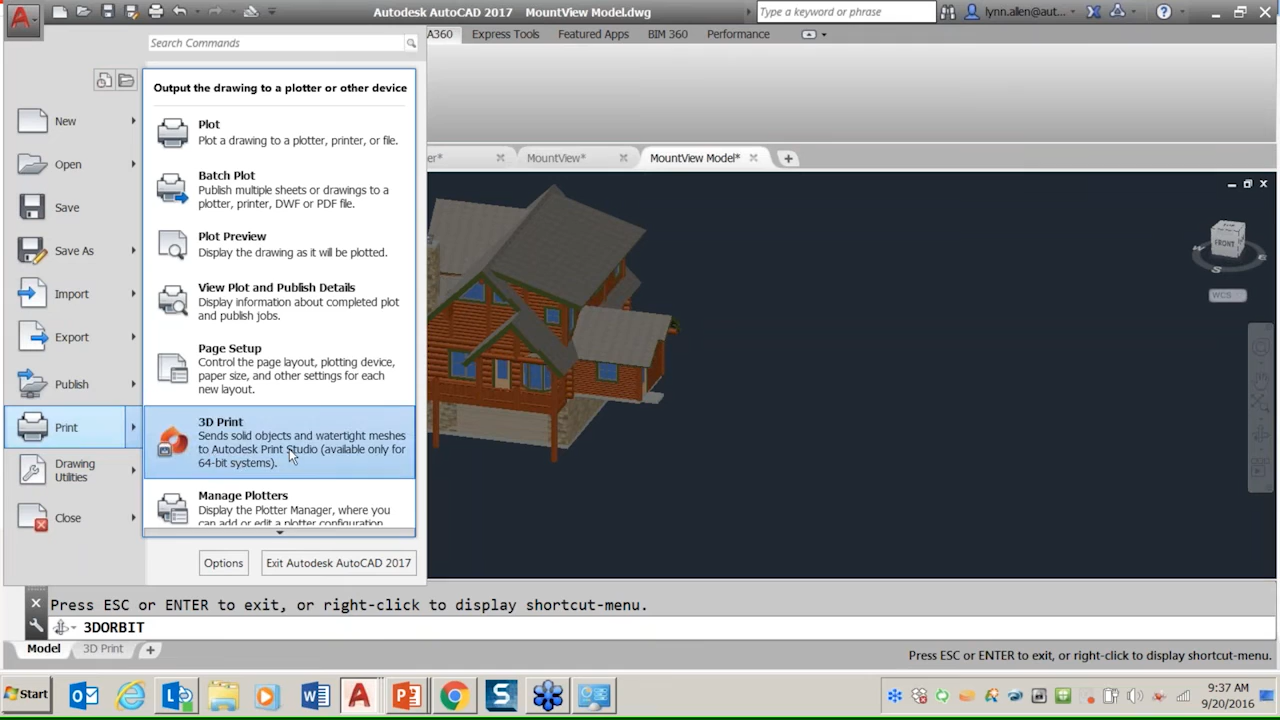 Autodesk AutoCAD 2017 MountView Model.dwg
Type a keyword or phrase
lynn.allen@aut...
Search Commands
A360
Express Tools
Featured Apps
BIM 360
Performance
Output the drawing to a plotter or other device
New
Open
Save
Save As
Import
Export
Publish
Print
Drawing
Utilities
Close
Plot
Plot a drawing to a plotter, printer, or file.
Batch Plot
Publish multiple sheets or drawings to a
plotter, printer, DWF or PDF file.
Plot Preview
Display the drawing as it will be plotted.
View Plot and Publish Details
Display information about completed plot
and publish jobs.
Page Setup
Control the page layout, plotting device,
paper size, and other settings for each
new layout.
3D Print
Sends solid objects and watertight meshes
to Autodesk Print Studio (available only for
64-bit systems).
Manage Plotters
Display the Plotter Manager, where you
can add or edit a plotter configuration
Options
Exit Autodesk AutoCAD 2017
er*
MountView*
MountView Model*
FRONT
S
WCS
Press ESC or ENTER to exit, or right-click to display shortcut-menu.
3DORBIT
Model
3D Print
Press ESC or ENTER to exit, or right-click to display shortcut-menu.
Start
9:37 AM
9/20/2016